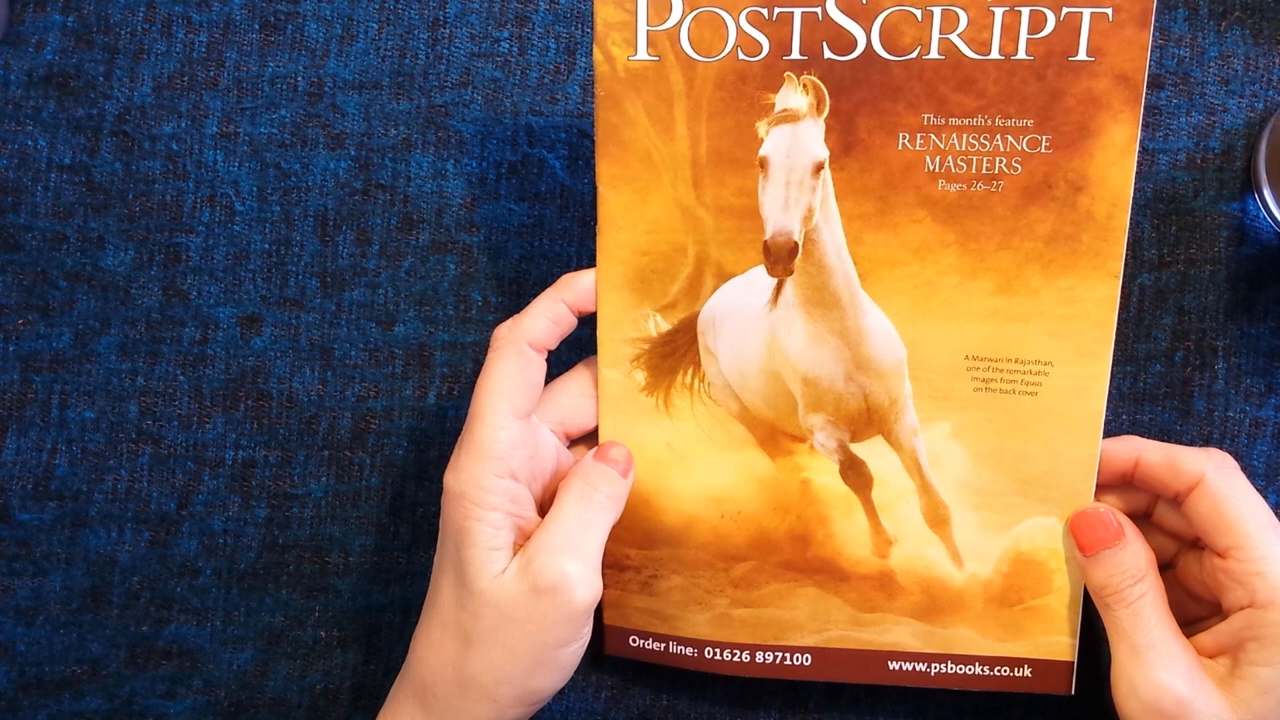 POSTSCRIPT
This month's feature
RENAISSANCE
MASTERS
Pages 26–27
A Marwari in Rajasthan,
one of the remarkable
images from Equus
on the back cover
Order line: 01626 897100
www.psbooks.co.uk